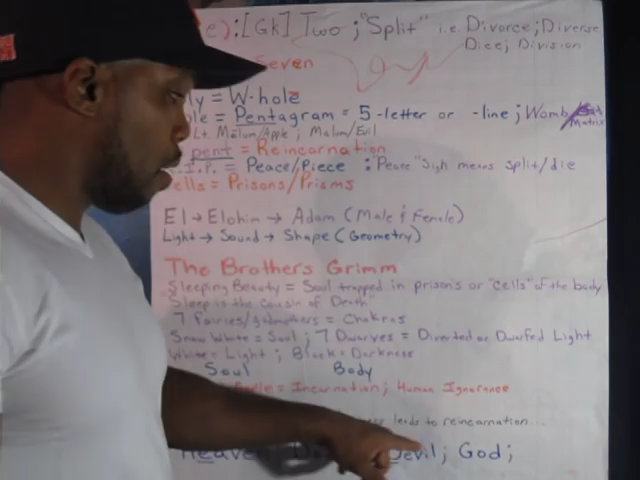 e): [Gk] Two ; "Split" i.e. Divorce; Diverse
Dice; Division
Seven
ly = W-hole
le = Pentagram = 5-letter or -line ; Womb
Matrix
Lt. Malum/Apple ; Malum/Evil
pent = Reincarnation
R.I.P. = Peace/Piece : "Peace" Sign means split/die
ells = Prisons/Prisms
El → Elohim → Adam (Male & Female)
Light → Sound → Shape (Geometry)
The Brothers Grimm
Sleeping Beauty = Soul trapped in prisons or "cells" of the body
"Sleep is the Cousin of Death"
7 Fairies/godmothers = Chakras
Snow White = Soul ; 7 Dwarves = Diverted or Dwarfed Light
White = Light ; Black = Darkness
Soul Body
= Incarnation ; Human Ignorance
leads to reincarnation...
Heaven Devil; God;